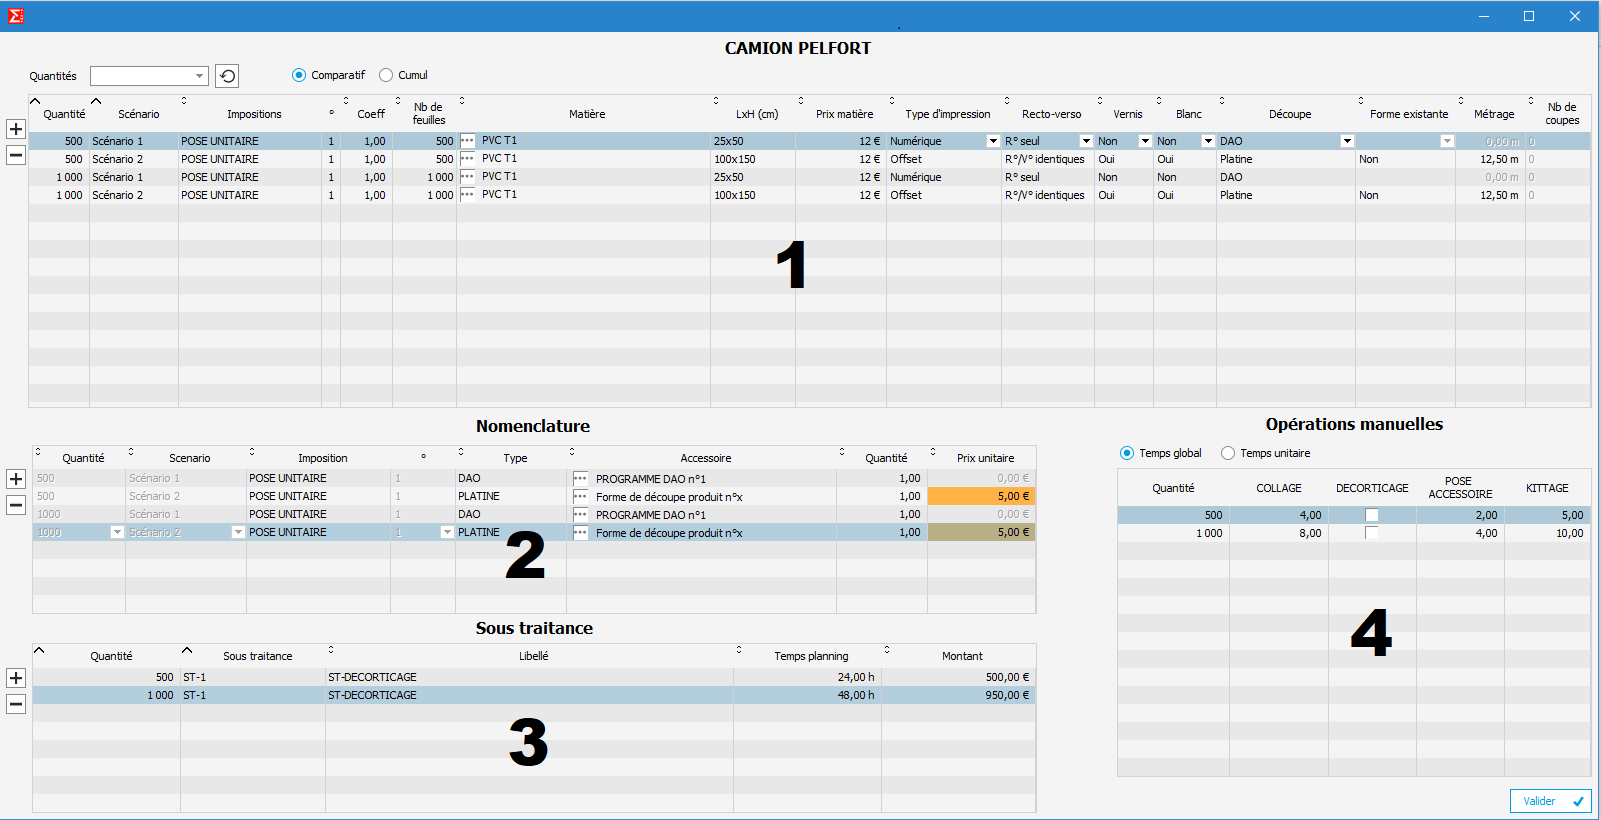 CAMION PELFORT
Quantités Comparatif Cumul
Quantité Scénario Impositions ° Coeff Nb de feuilles Matière LxH (cm) Prix matière Type d'impression Recto-verso Vernis Blanc Découpe Forme existante Métrage Nb de coupes
500 Scénario 1 POSE UNITAIRE 1 1,00 500 PVC T1 25x50 12 € Numérique R° seul Non Non DAO 0,00 m 0
500 Scénario 2 POSE UNITAIRE 1 1,00 500 PVC T1 100x150 12 € Offset R°/V° identiques Oui Oui Platine Non 12,50 m 0
1 000 Scénario 1 POSE UNITAIRE 1 1,00 1 000 PVC T1 25x50 12 € Numérique R° seul Non Non DAO 0,00 m 0
1 000 Scénario 2 POSE UNITAIRE 1 1,00 1 000 PVC T1 100x150 12 € Offset R°/V° identiques Oui Oui Platine Non 12,50 m 0
1
Nomenclature
Quantité Scenario Imposition ° Type Accessoire Quantité Prix unitaire
500 Scénario 1 POSE UNITAIRE 1 DAO PROGRAMME DAO n°1 1,00 0,00 €
500 Scénario 2 POSE UNITAIRE 1 PLATINE Forme de découpe produit n°x 1,00 5,00 €
1000 Scénario 1 POSE UNITAIRE 1 DAO PROGRAMME DAO n°1 1,00 0,00 €
1000 Scénario 2 POSE UNITAIRE 1 PLATINE Forme de découpe produit n°x 1,00 5,00 €
2
Sous traitance
Quantité Sous traitance Libellé Temps planning Montant
500 ST-1 ST-DECORTICAGE 24,00 h 500,00 €
1 000 ST-1 ST-DECORTICAGE 48,00 h 950,00 €
3
Opérations manuelles
Temps global Temps unitaire
Quantité COLLAGE DECORTICAGE POSE ACCESSOIRE KITTAGE
500 4,00 2,00 5,00
1 000 8,00 4,00 10,00
4
Valider